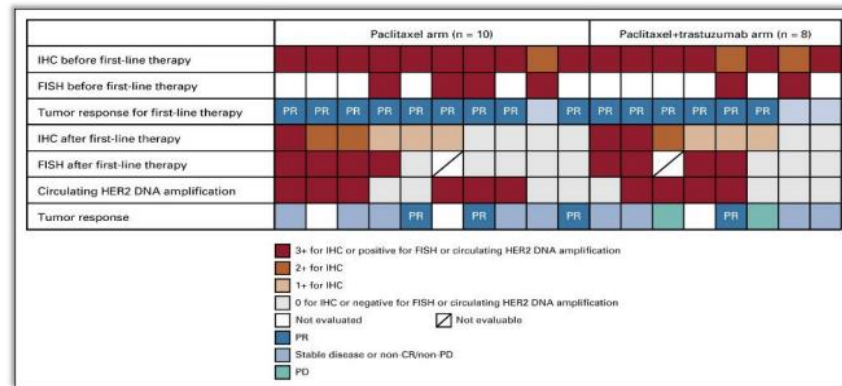 Paclitaxel arm (n = 10) Paclitaxel+trastuzumab arm (n = 8)
IHC before first-line therapy
FISH before first-line therapy
Tumor response for first-line therapy PR PR PR PR PR PR PR PR PR PR PR PR PR PR PR
IHC after first-line therapy
FISH after first-line therapy
Circulating HER2 DNA amplification
Tumor response PR PR PR PR
3+ for IHC or positive for FISH or circulating HER2 DNA amplification
2+ for IHC
1+ for IHC
0 for IHC or negative for FISH or circulating HER2 DNA amplification
Not evaluated Not evaluable
PR
Stable disease or non-CR/non-PD
PD